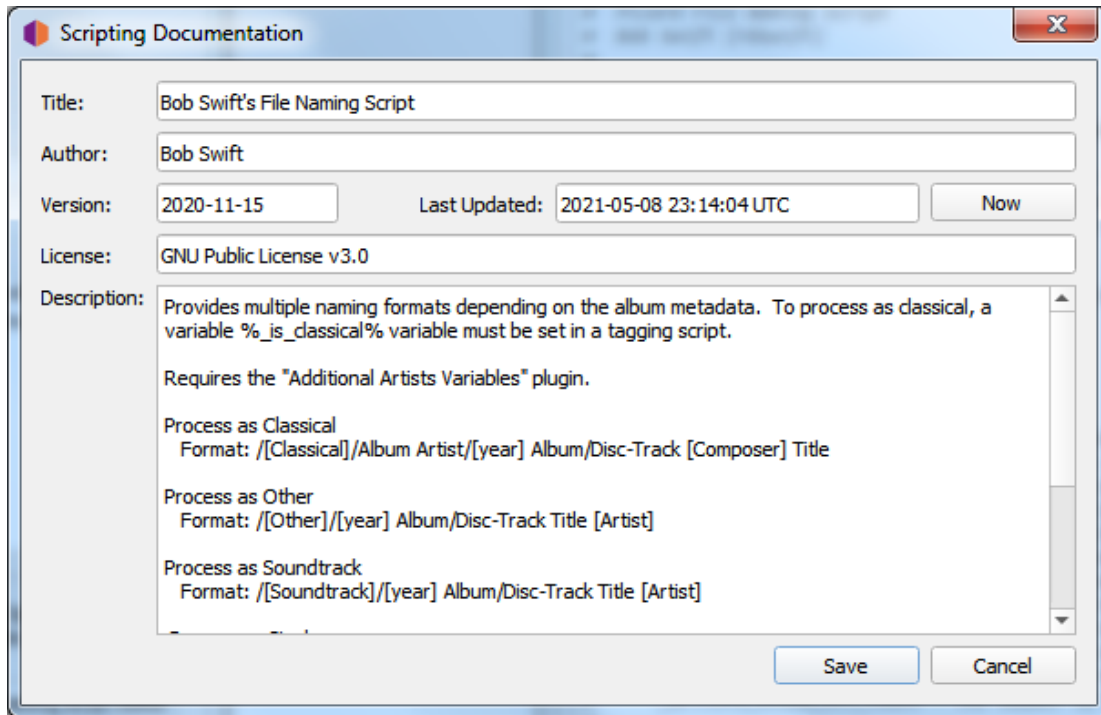 Scripting Documentation
Title: Bob Swift's File Naming Script
Author: Bob Swift
Version: 2020-11-15 Last Updated: 2021-05-08 23:14:04 UTC Now
License: GNU Public License v3.0
Description: Provides multiple naming formats depending on the album metadata.  To process as classical, a
variable %_is_classical% variable must be set in a tagging script.
Requires the "Additional Artists Variables" plugin.
Process as Classical
Format: /[Classical]/Album Artist/[year] Album/Disc-Track [Composer] Title
Process as Other
Format: /[Other]/[year] Album/Disc-Track Title [Artist]
Process as Soundtrack
Format: /[Soundtrack]/[year] Album/Disc-Track Title [Artist]
Save Cancel